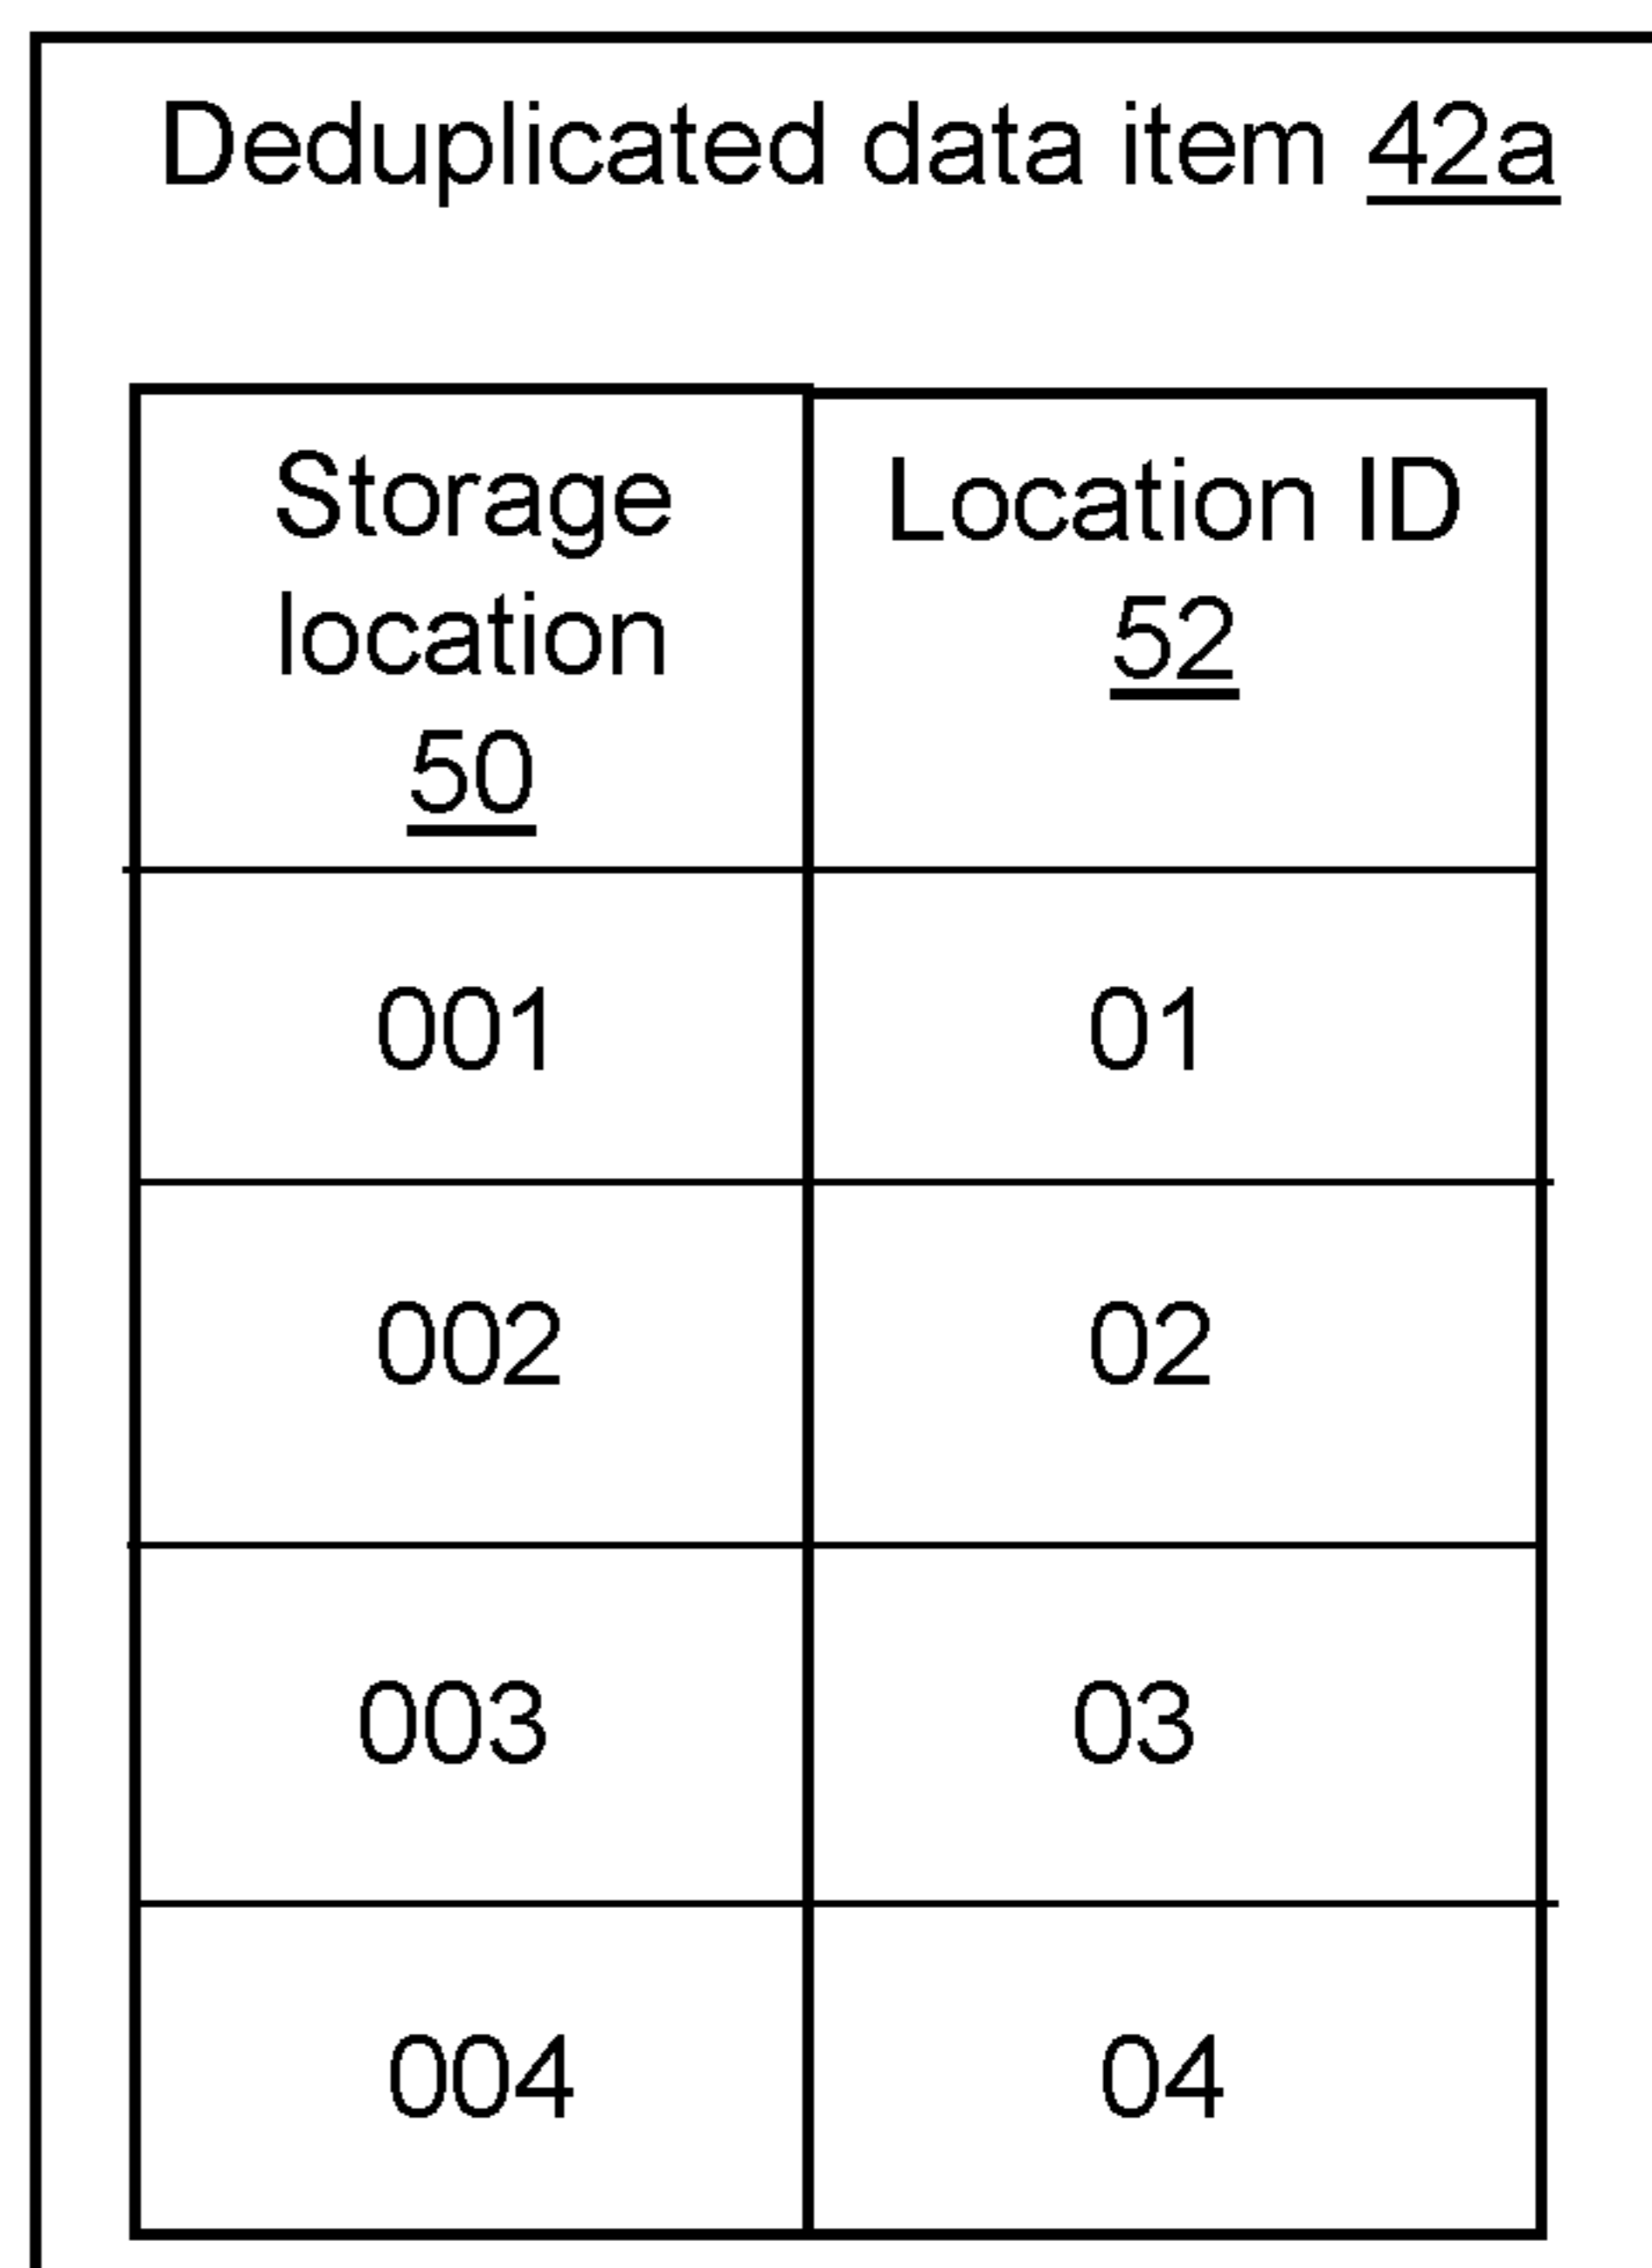 Deduplicated data item 42a
Storage location 50
Location ID 52
001 01
002 02
003 03
004 04